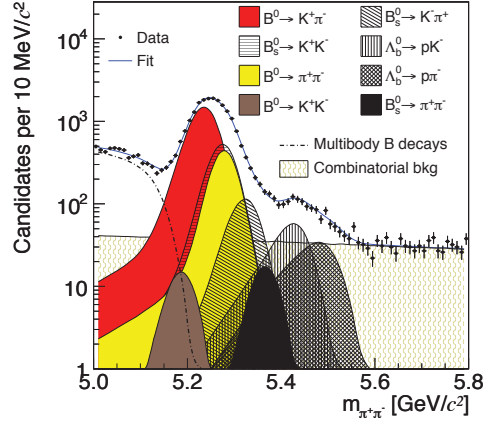 Candidates per 10 MeV/c²
10⁴
10³
10²
10
1
Data
Fit
B⁰→ K⁺π⁻
B⁰ₛ→ K⁺K⁻
B⁰→ π⁺π⁻
B⁰→ K⁺K⁻
B⁰ₛ→ K⁻π⁺
Λ⁰b→ pK⁻
Λ⁰b→ pπ⁻
B⁰ₛ→ π⁺π⁻
Multibody B decays
Combinatorial bkg
5.0 5.2 5.4 5.6 5.8
mπ⁺π⁻ [GeV/c²]